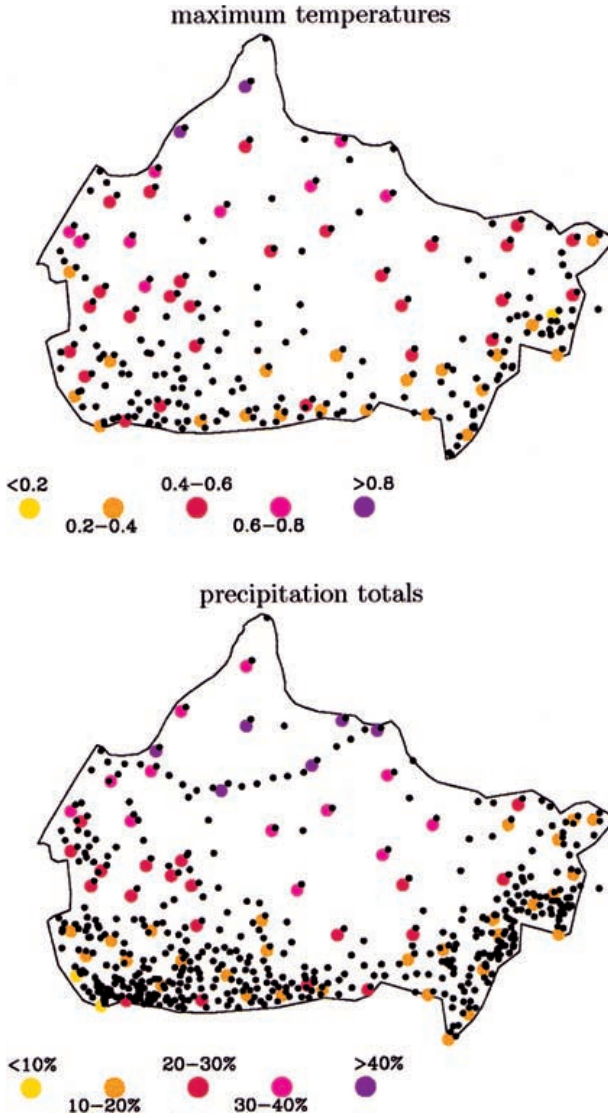 maximum temperatures
<0.2 0.4-0.6 >0.8
0.2-0.4 0.6-0.8
precipitation totals
<10% 20-30% >40%
10-20% 30-40%